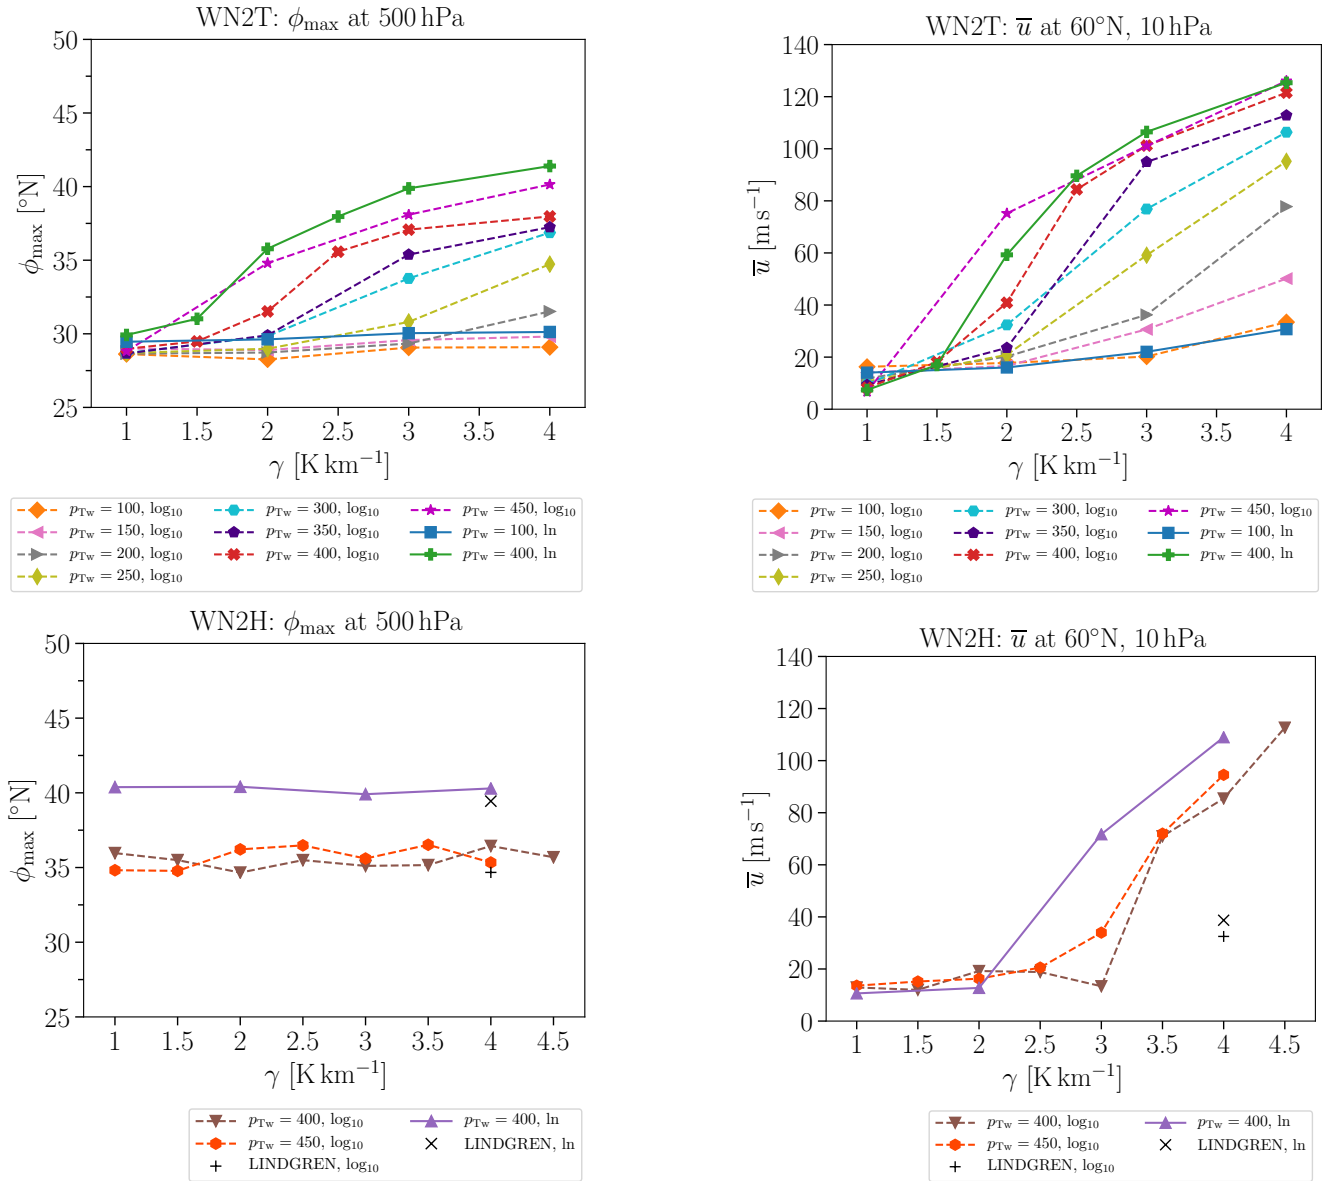 WN2T: ϕmax at 500 hPa
50
45
40
35
30
25
ϕmax [°N]
1 1.5 2 2.5 3 3.5 4
γ [K km⁻¹]
pTw = 100, log₁₀
pTw = 150, log₁₀
pTw = 200, log₁₀
pTw = 250, log₁₀
pTw = 300, log₁₀
pTw = 350, log₁₀
pTw = 400, log₁₀
pTw = 450, log₁₀
pTw = 100, ln
pTw = 400, ln
WN2T: u̅ at 60°N, 10 hPa
140
120
100
80
60
40
20
0
u̅ [m s⁻¹]
1 1.5 2 2.5 3 3.5 4
γ [K km⁻¹]
pTw = 100, log₁₀
pTw = 150, log₁₀
pTw = 200, log₁₀
pTw = 250, log₁₀
pTw = 300, log₁₀
pTw = 350, log₁₀
pTw = 400, log₁₀
pTw = 450, log₁₀
pTw = 100, ln
pTw = 400, ln
WN2H: ϕmax at 500 hPa
50
45
40
35
30
25
ϕmax [°N]
1 1.5 2 2.5 3 3.5 4 4.5
γ [K km⁻¹]
pTw = 400, log₁₀
pTw = 450, log₁₀
LINDGREN, log₁₀
pTw = 400, ln
LINDGREN, ln
WN2H: u̅ at 60°N, 10 hPa
140
120
100
80
60
40
20
0
u̅ [m s⁻¹]
1 1.5 2 2.5 3 3.5 4 4.5
γ [K km⁻¹]
pTw = 400, log₁₀
pTw = 450, log₁₀
LINDGREN, log₁₀
pTw = 400, ln
LINDGREN, ln